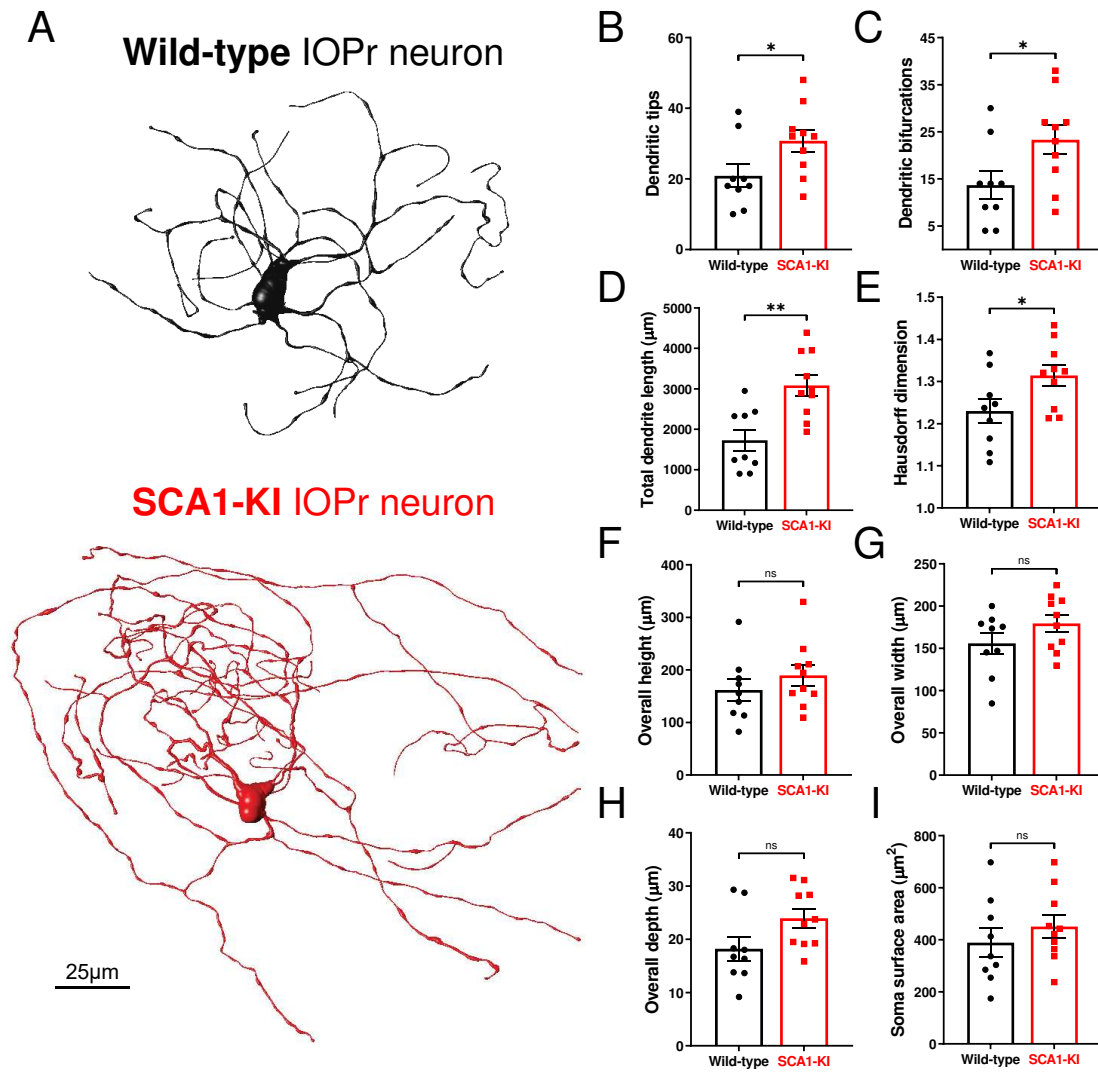 A
Wild-type IOPr neuron
SCA1-KI IOPr neuron
25μm
B
Dendritic tips
60
40
20
0
*
Wild-type SCA1-KI
C
Dendritic bifurcations
45
35
25
15
5
*
Wild-type SCA1-KI
D
Total dendrite length (μm)
5000
4000
3000
2000
1000
0
**
Wild-type SCA1-KI
E
Hausdorff dimension
1.5
1.4
1.3
1.2
1.1
1.0
*
Wild-type SCA1-KI
F
Overall height (μm)
400
300
200
100
0
ns
Wild-type SCA1-KI
G
Overall width (μm)
250
200
150
100
50
0
ns
Wild-type SCA1-KI
H
Overall depth (μm)
40
30
20
10
0
ns
Wild-type SCA1-KI
I
Soma surface area (μm²)
800
600
400
200
0
ns
Wild-type SCA1-KI